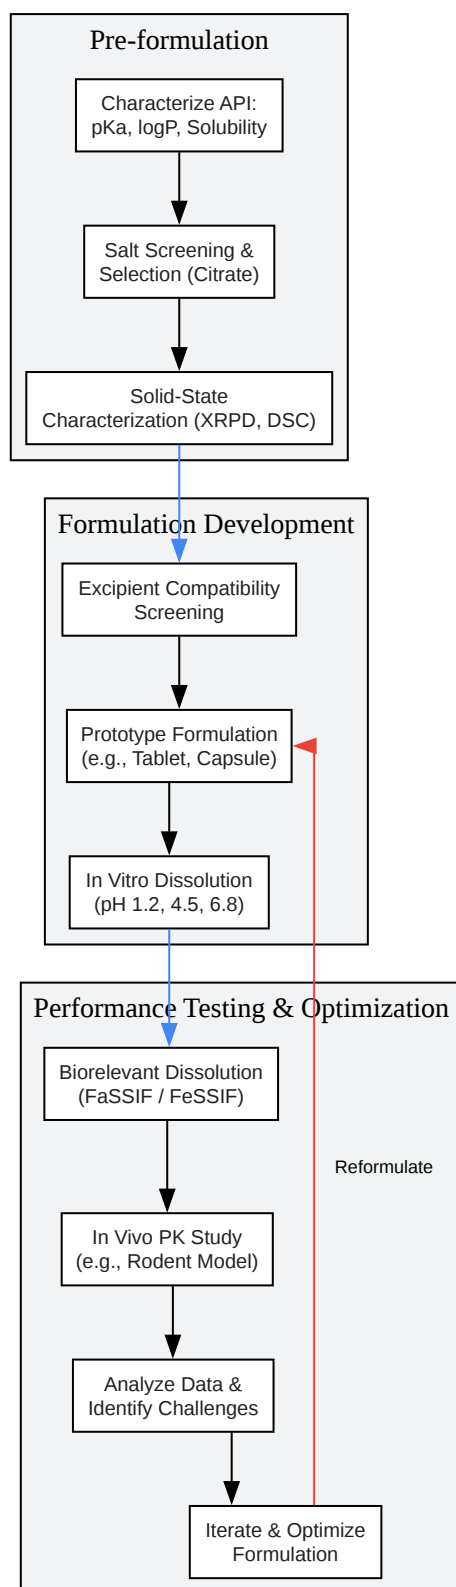 Pre-formulation
Characterize API:
pKa, logP, Solubility
Salt Screening &
Selection (Citrate)
Solid-State
Characterization (XRPD, DSC)
Formulation Development
Excipient Compatibility
Screening
Prototype Formulation
(e.g., Tablet, Capsule)
In Vitro Dissolution
(pH 1.2, 4.5, 6.8)
Performance Testing & Optimization
Biorelevant Dissolution
(FaSSIF / FeSSIF)
Reformulate
In Vivo PK Study
(e.g., Rodent Model)
Analyze Data &
Identify Challenges
Iterate & Optimize
Formulation